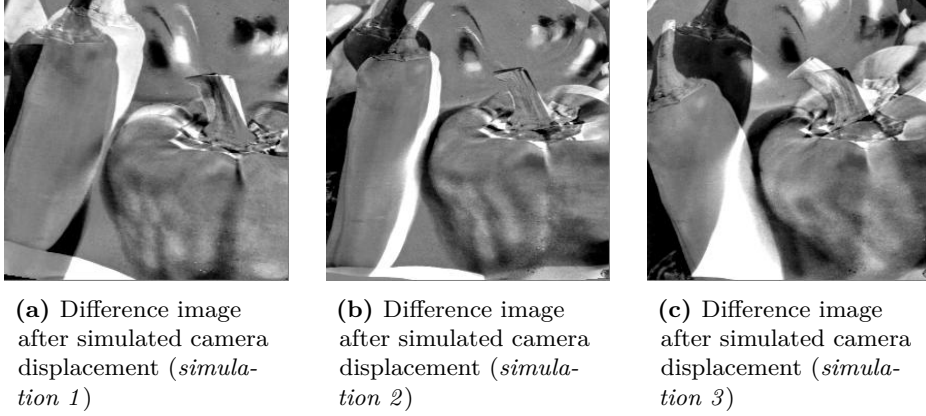 (a) Difference image
after simulated camera
displacement (simula-
tion 1)
(b) Difference image
after simulated camera
displacement (simula-
tion 2)
(c) Difference image
after simulated camera
displacement (simula-
tion 3)